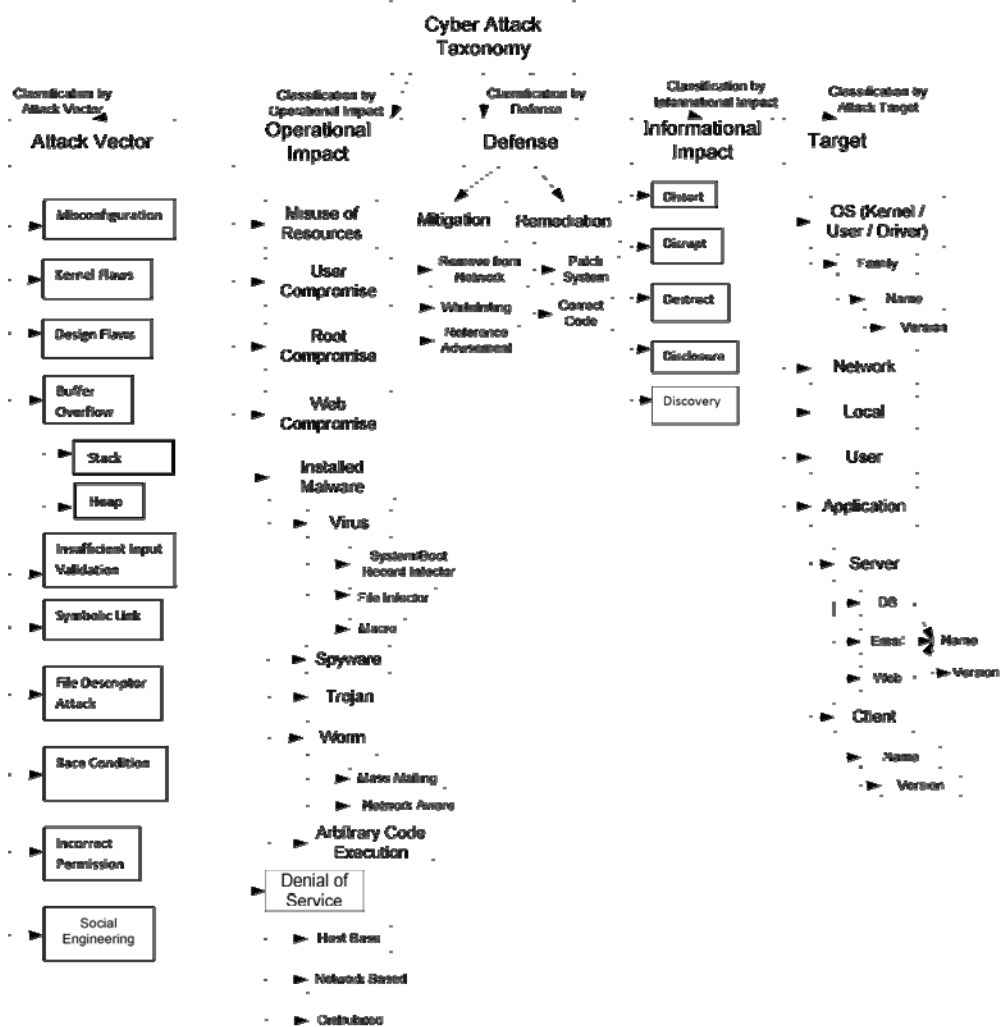 Cyber Attack
Taxonomy
Classification by
Attack Vector
Attack Vector
Misconfiguration
Kernel Flaws
Design Flaws
Buffer
Overflow
Stack
Heap
Insufficient Input
Validation
Symbolic Link
File Descriptor
Attack
Race Condition
Incorrect
Permission
Social
Engineering
Classification by
Operational Impact
Operational
Impact
Misuse of
Resources
User
Compromise
Root
Compromise
Web
Compromise
Installed
Malware
Virus
System/Boot
Record Infector
File Infector
Macro
Spyware
Trojan
Worm
Mass Mailing
Network Aware
Arbitrary Code
Execution
Denial of
Service
Host Base
Network Based
Classification by
Defense
Defense
Mitigation
Remove from
Network
Reference
Remediation
Patch
System
Correct
Code
Classification by
Informational Impact
Informational
Impact
Distort
Disrupt
Destruct
Disclosure
Discovery
Classification by
Attack Target
Target
OS (Kernel /
User / Driver)
Family
Name
Version
Network
Local
User
Application
Server
DB
Email
Name
Web
Version
Client
Name
Version